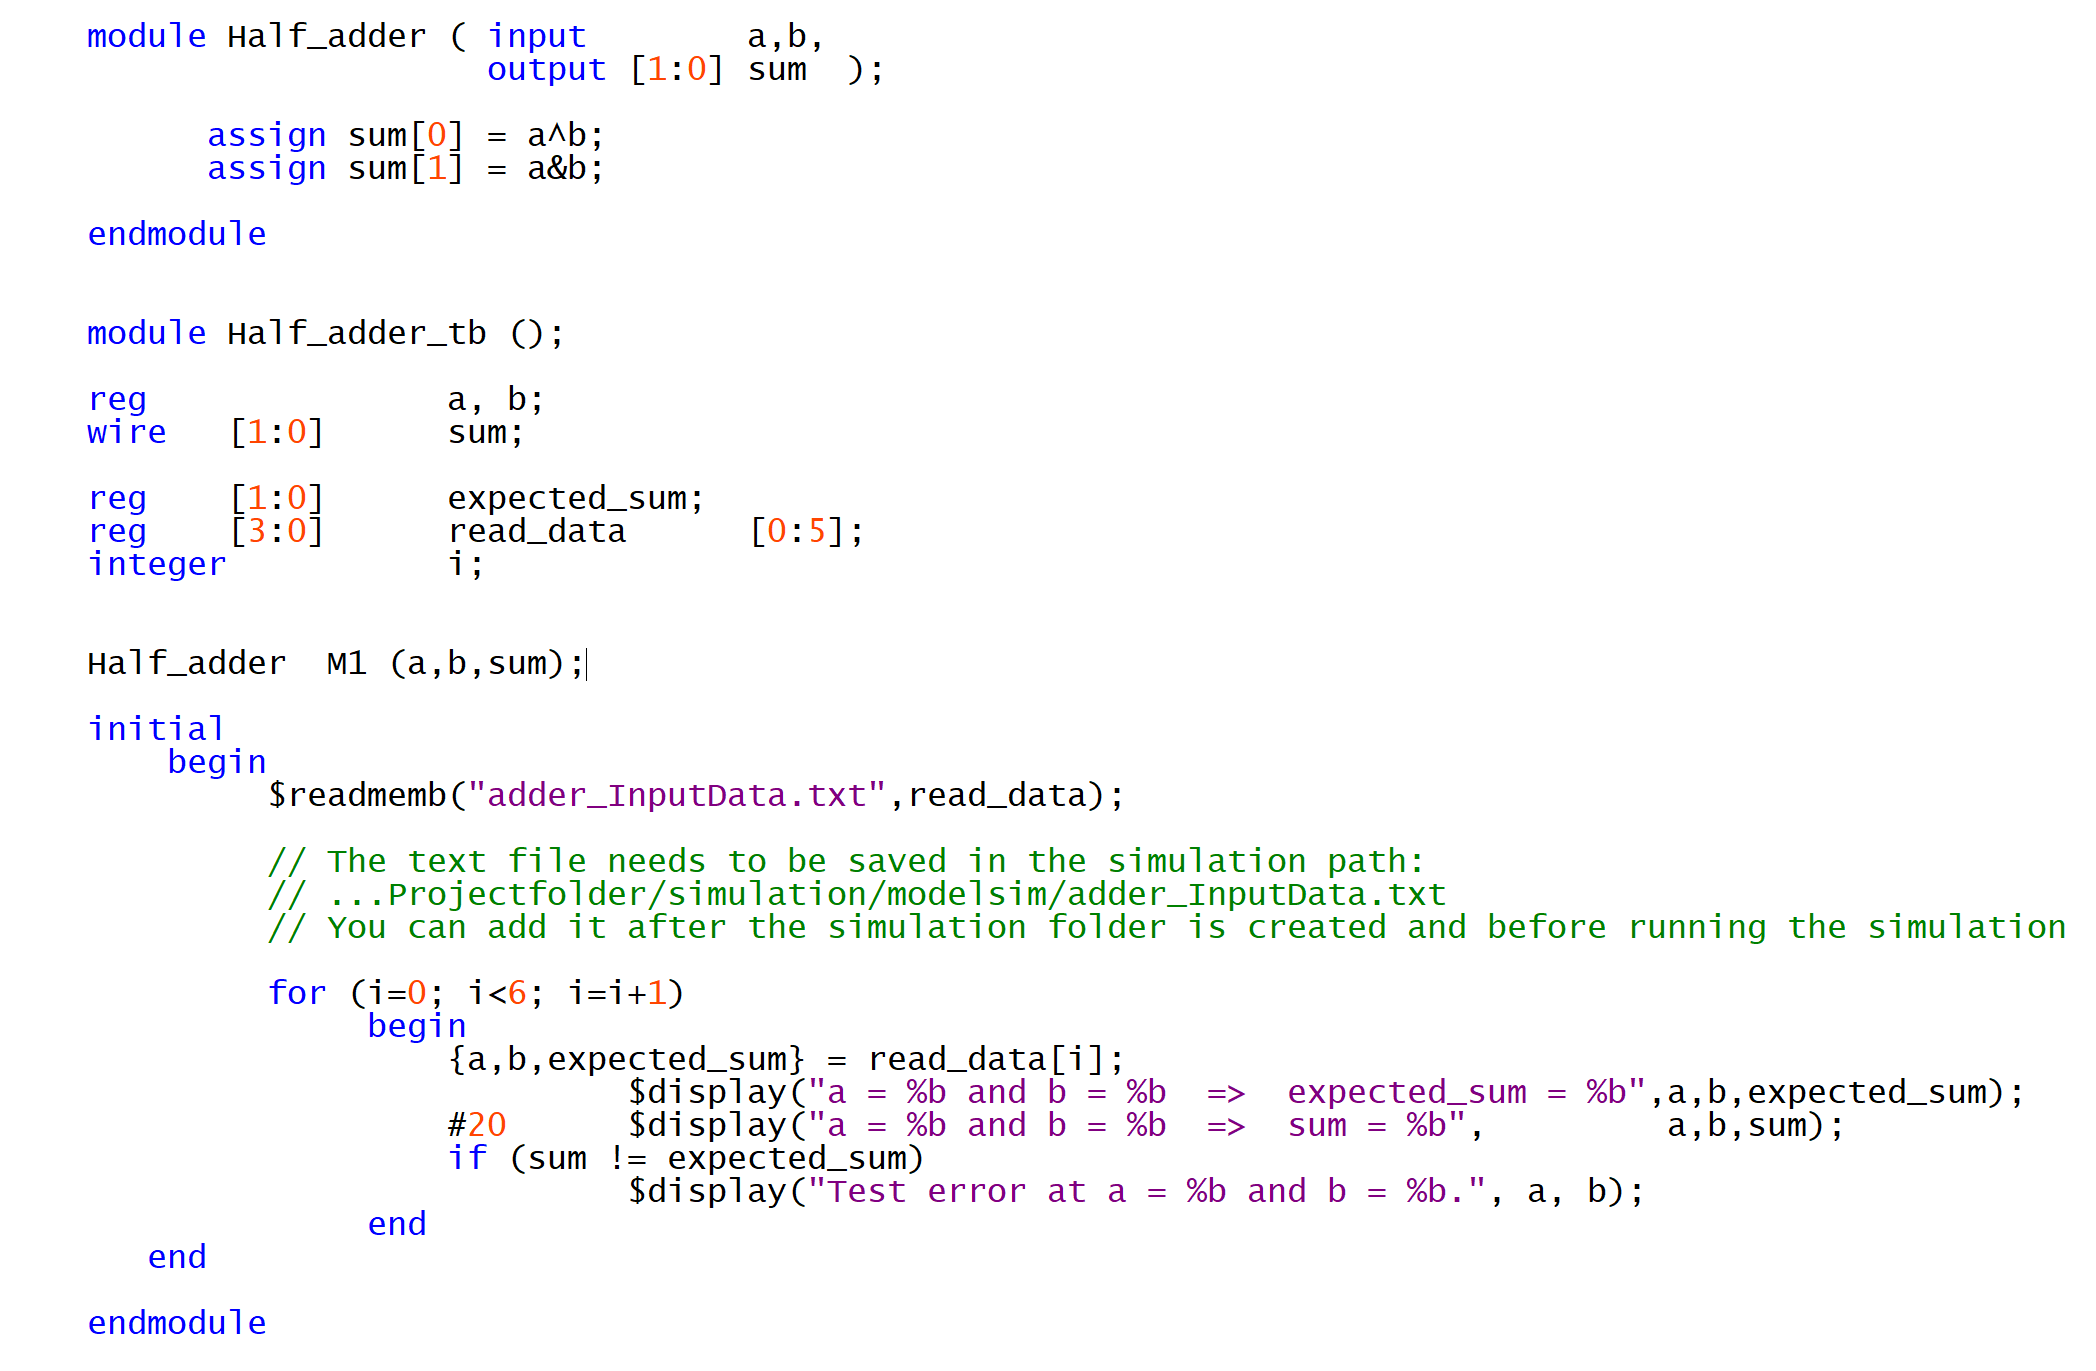 module Half_adder ( input        a,b,
                    output [1:0] sum  );
      assign sum[0] = a^b;
      assign sum[1] = a&b;
endmodule
module Half_adder_tb ();
reg               a, b;
wire   [1:0]      sum;
reg    [1:0]      expected_sum;
reg    [3:0]      read_data      [0:5];
integer           i;
Half_adder  M1 (a,b,sum);
initial
    begin
         $readmemb("adder_InputData.txt",read_data);
         // The text file needs to be saved in the simulation path:
         // ...Projectfolder/simulation/modelsim/adder_InputData.txt
         // You can add it after the simulation folder is created and before running the simulation
         for (i=0; i<6; i=i+1)
              begin
                  {a,b,expected_sum} = read_data[i];
                           $display("a = %b and b = %b  =>  expected_sum = %b",a,b,expected_sum);
                  #20      $display("a = %b and b = %b  =>  sum = %b",         a,b,sum);
                  if (sum != expected_sum)
                           $display("Test error at a = %b and b = %b.", a, b);
              end
   end
endmodule